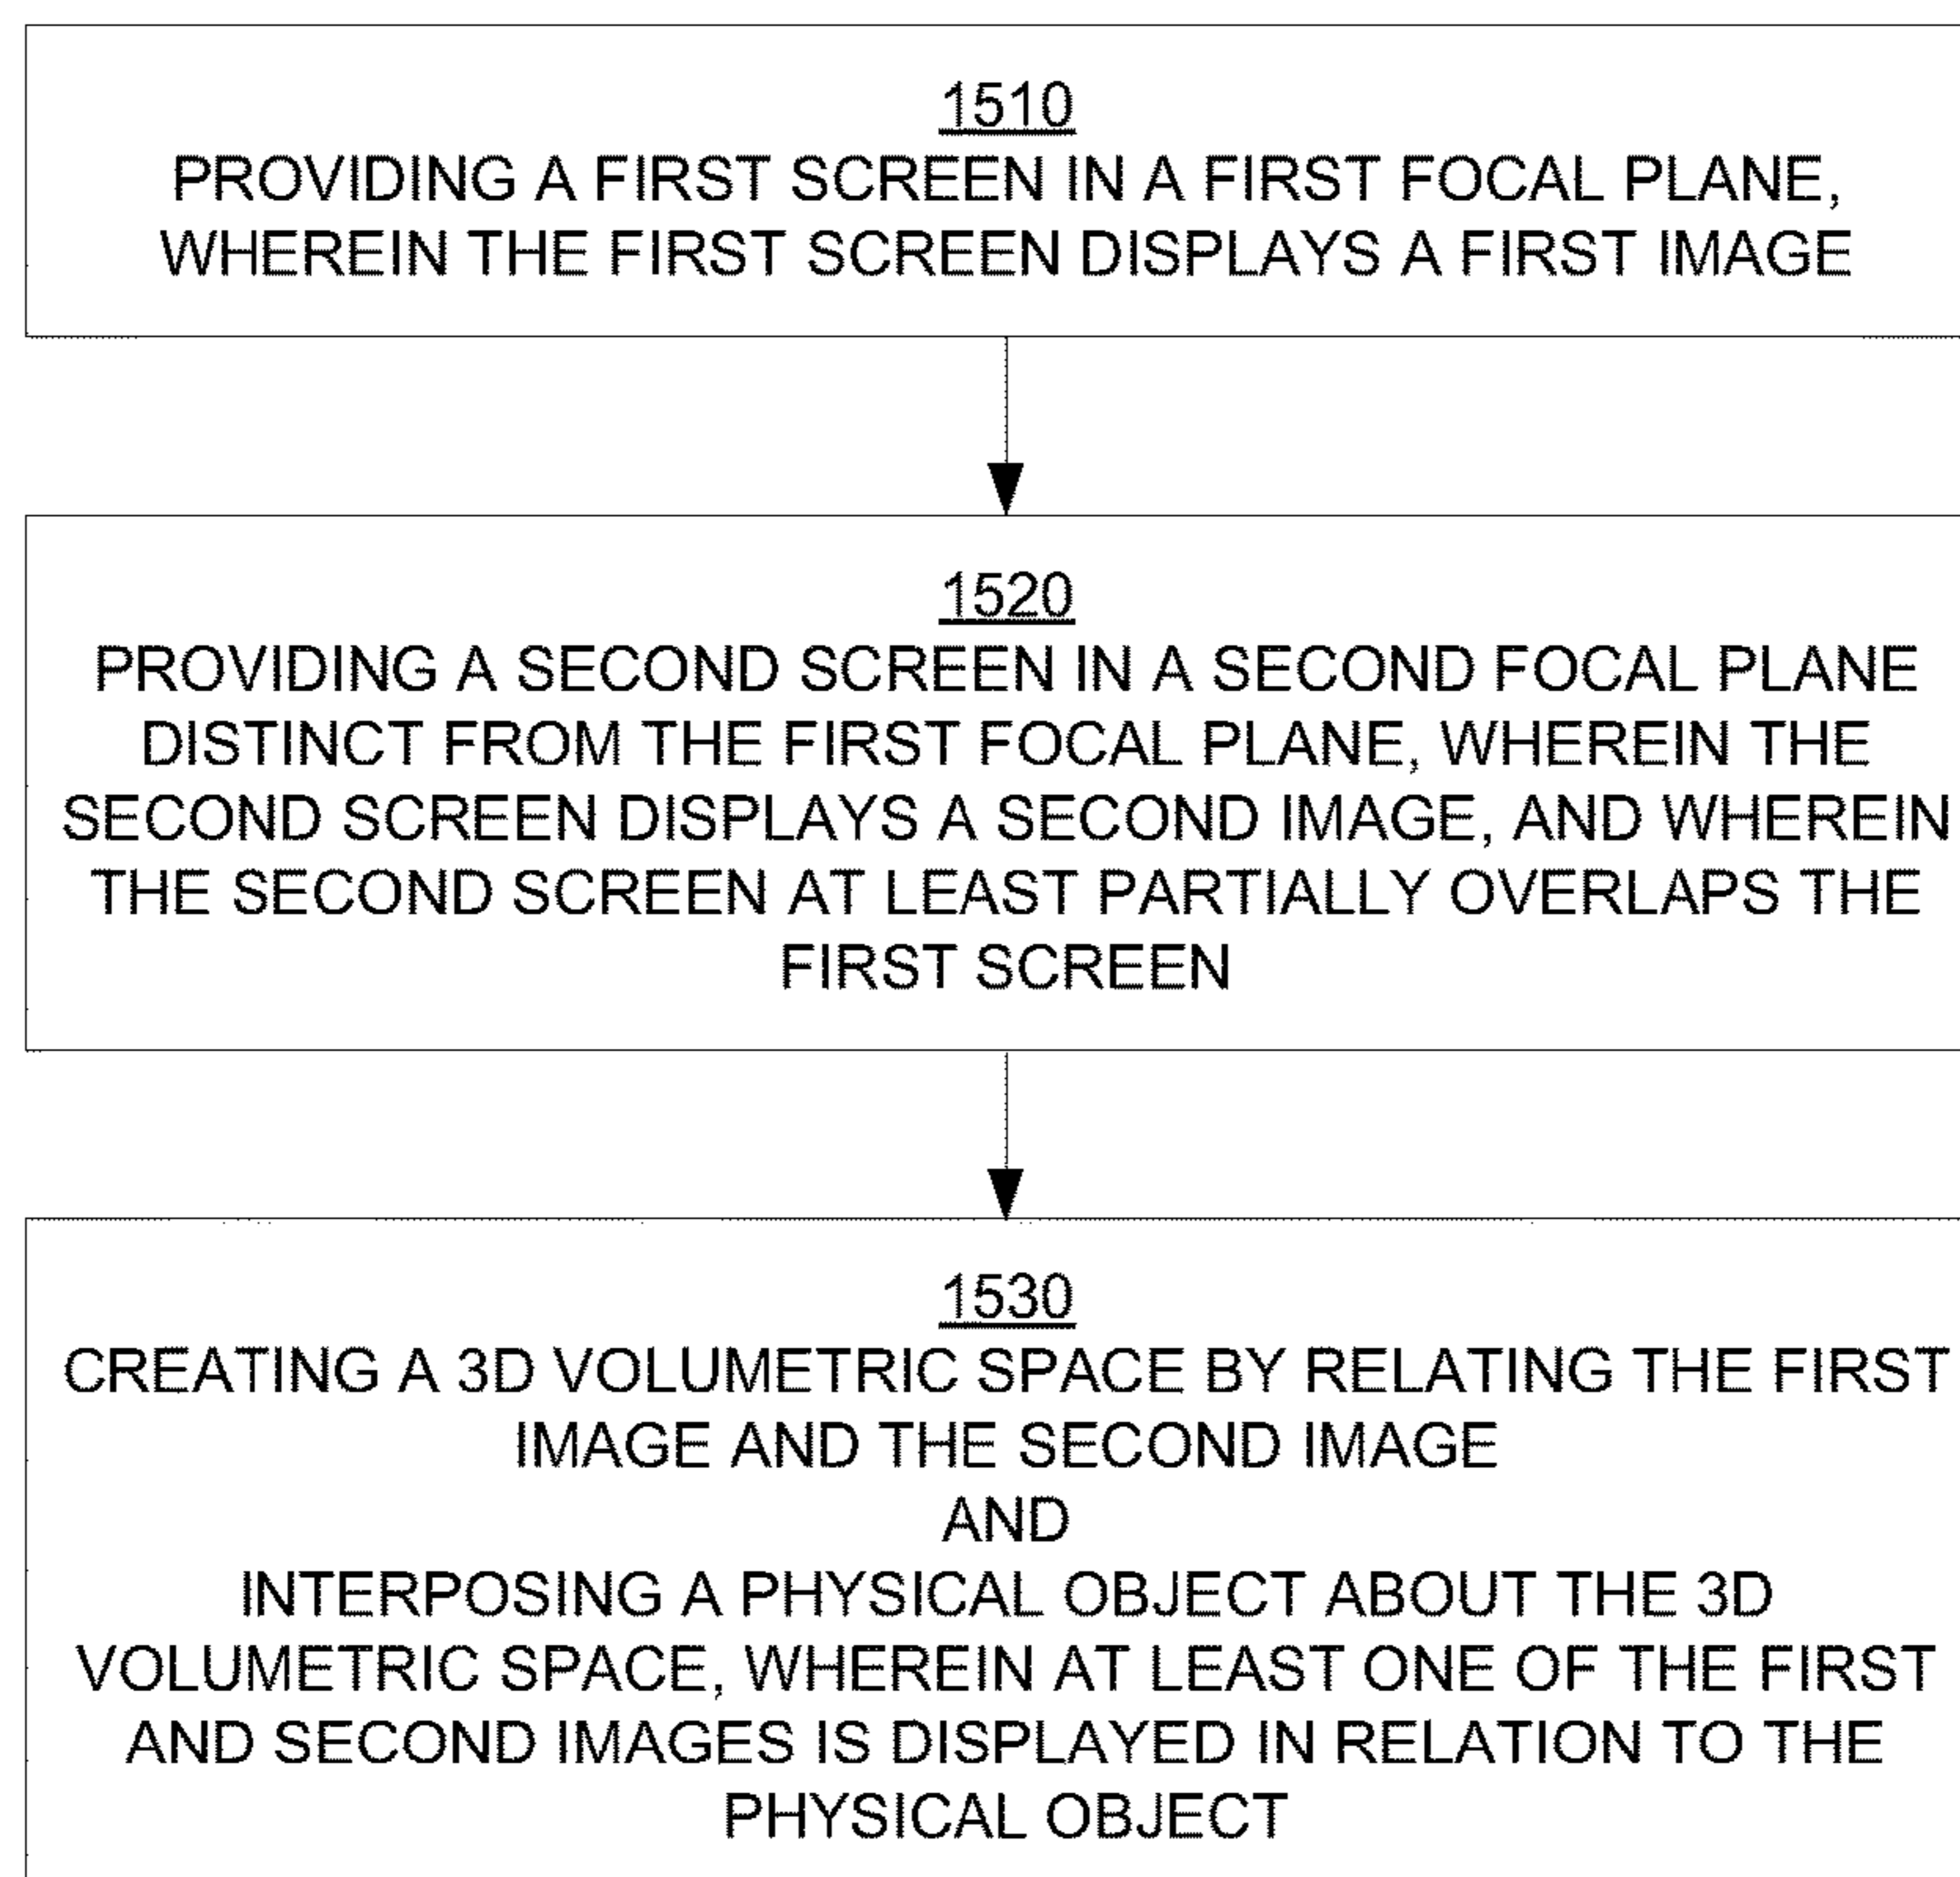 1510
PROVIDING A FIRST SCREEN IN A FIRST FOCAL PLANE,
WHEREIN THE FIRST SCREEN DISPLAYS A FIRST IMAGE
1520
PROVIDING A SECOND SCREEN IN A SECOND FOCAL PLANE
DISTINCT FROM THE FIRST FOCAL PLANE, WHEREIN THE
SECOND SCREEN DISPLAYS A SECOND IMAGE, AND WHEREIN
THE SECOND SCREEN AT LEAST PARTIALLY OVERLAPS THE
FIRST SCREEN
1530
CREATING A 3D VOLUMETRIC SPACE BY RELATING THE FIRST
IMAGE AND THE SECOND IMAGE
AND
INTERPOSING A PHYSICAL OBJECT ABOUT THE 3D
VOLUMETRIC SPACE, WHEREIN AT LEAST ONE OF THE FIRST
AND SECOND IMAGES IS DISPLAYED IN RELATION TO THE
PHYSICAL OBJECT